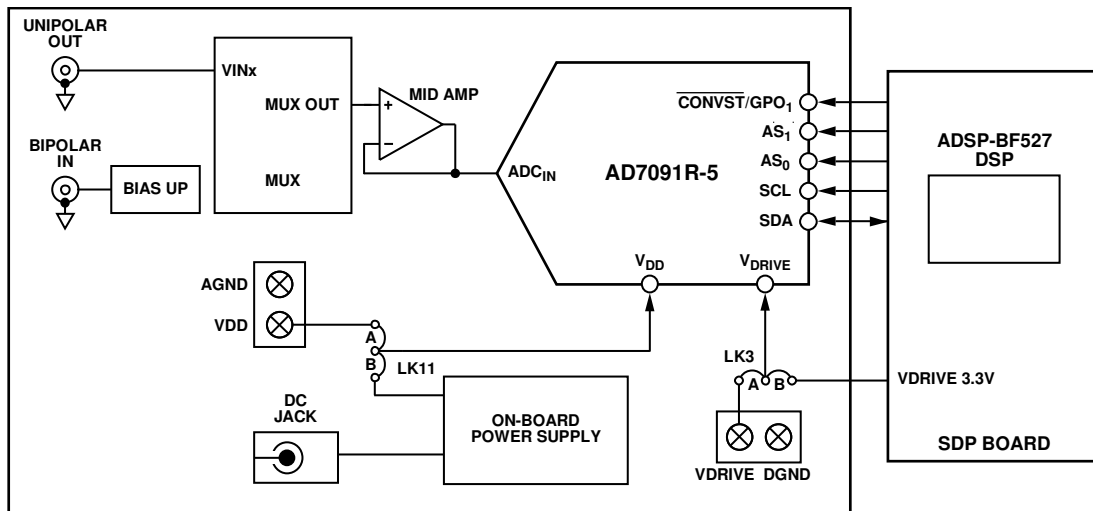 UNIPOLAR
OUT
BIPOLAR
IN
BIAS UP
VINx
MUX OUT
MUX
MID AMP
+
–
ADC_IN
AD7091R-5
CONVST/GPO1
AS1
AS0
SCL
SDA
VDD
VDRIVE
ADSP-BF527
DSP
AGND
VDD
A
B
LK11
DC
JACK
ON-BOARD
POWER SUPPLY
LK3
A
B
VDRIVE
DGND
VDRIVE 3.3V
SDP BOARD